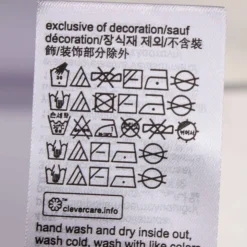 exclusive of decoration/sauf
décoration/장식재 제외/不含裝
飾/装饰部分除外
clevercare.info
hand wash and dry inside out,
wash cold, wash with like colors